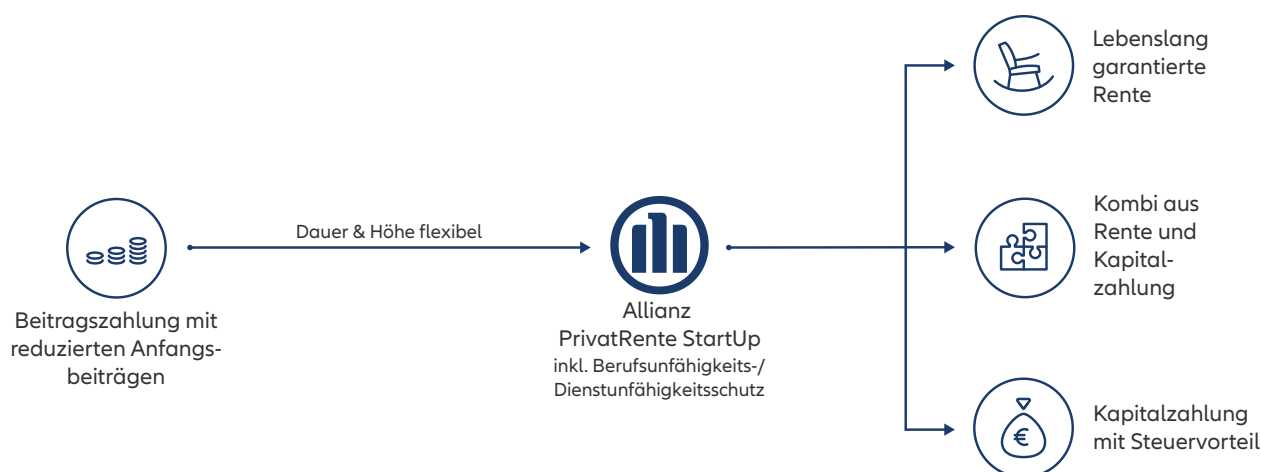 Beitragszahlung mit
reduzierten Anfangs-
beiträgen
Dauer & Höhe flexibel
Allianz
PrivatRente StartUp
inkl. Berufsunfähigkeits-/
Dienstunfähigkeitsschutz
Lebenslang
garantierte
Rente
Kombi aus
Rente und
Kapital-
zahlung
€
Kapitalzahlung
mit Steuervorteil